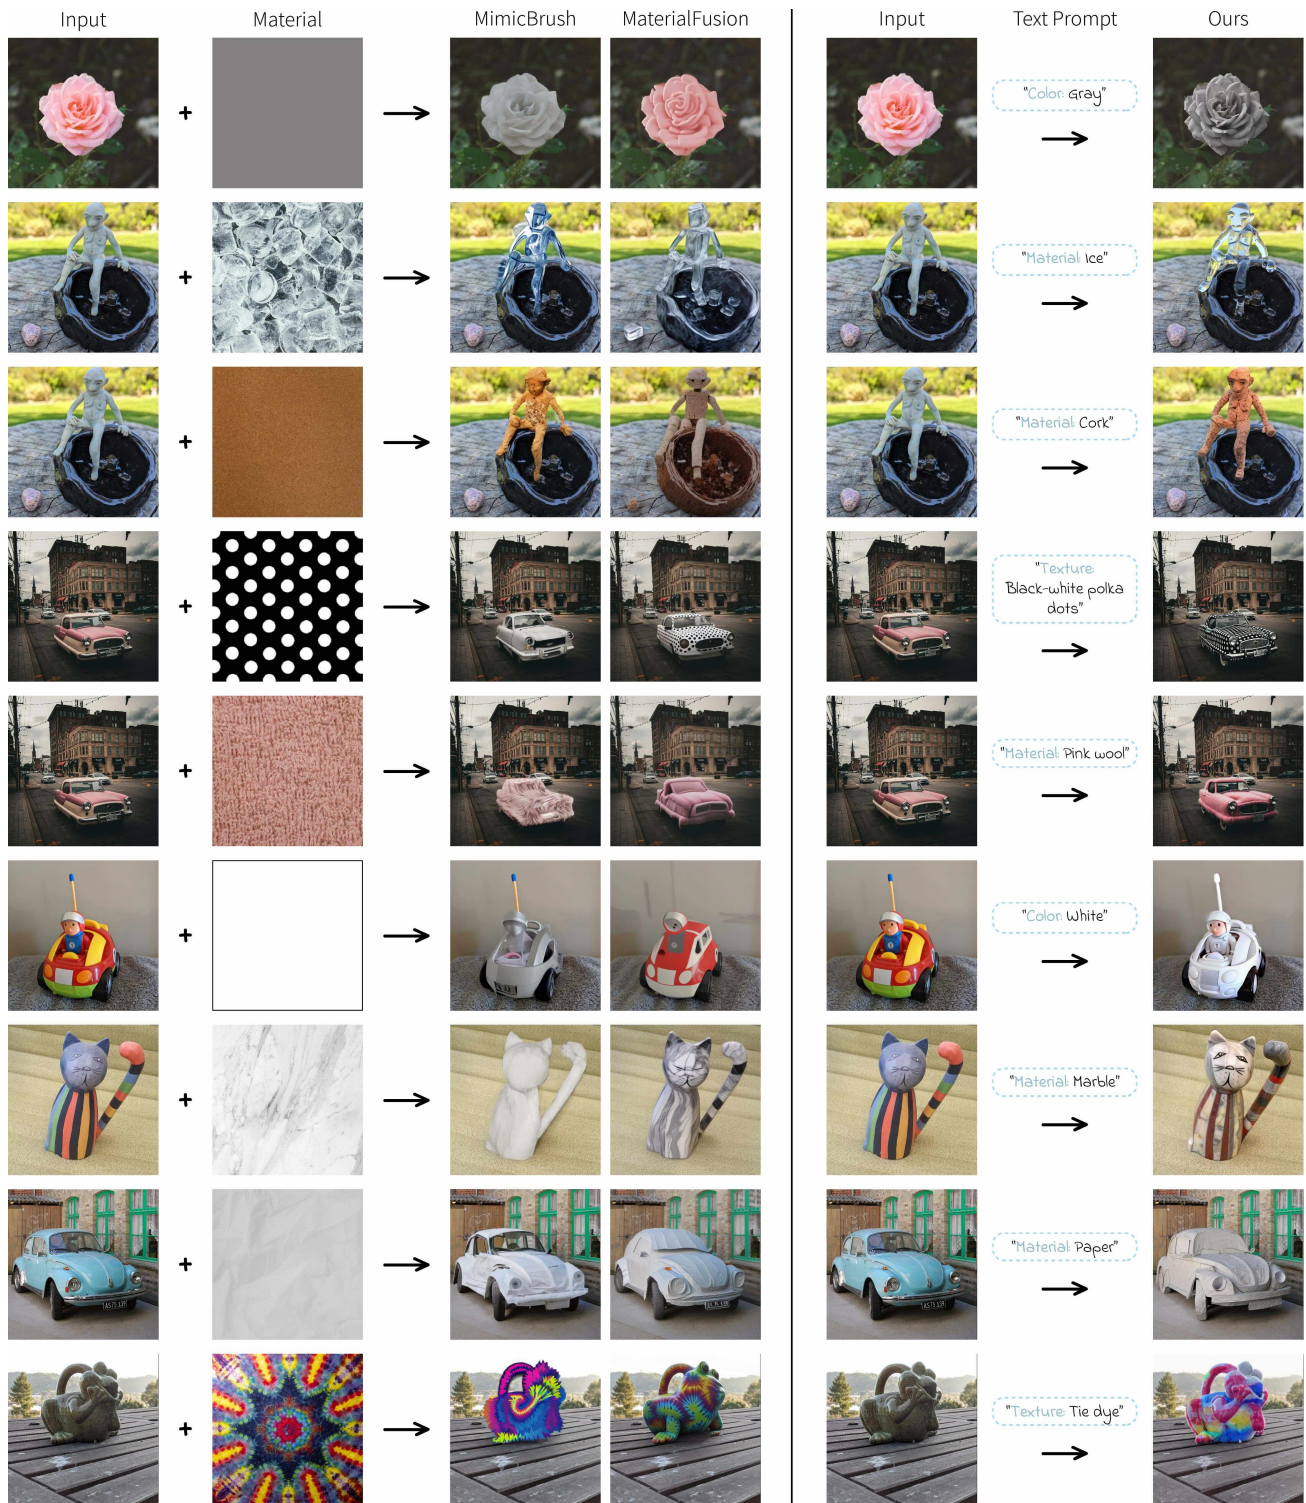 Input Material MimicBrush MaterialFusion Input Text Prompt Ours
"Color: Gray"
"Material: Ice"
"Material: Cork"
"Texture:
Black-white polka
dots"
"Material: Pink wool"
"Color: White"
"Material: Marble"
"Material: Paper"
"Texture: Tie dye"